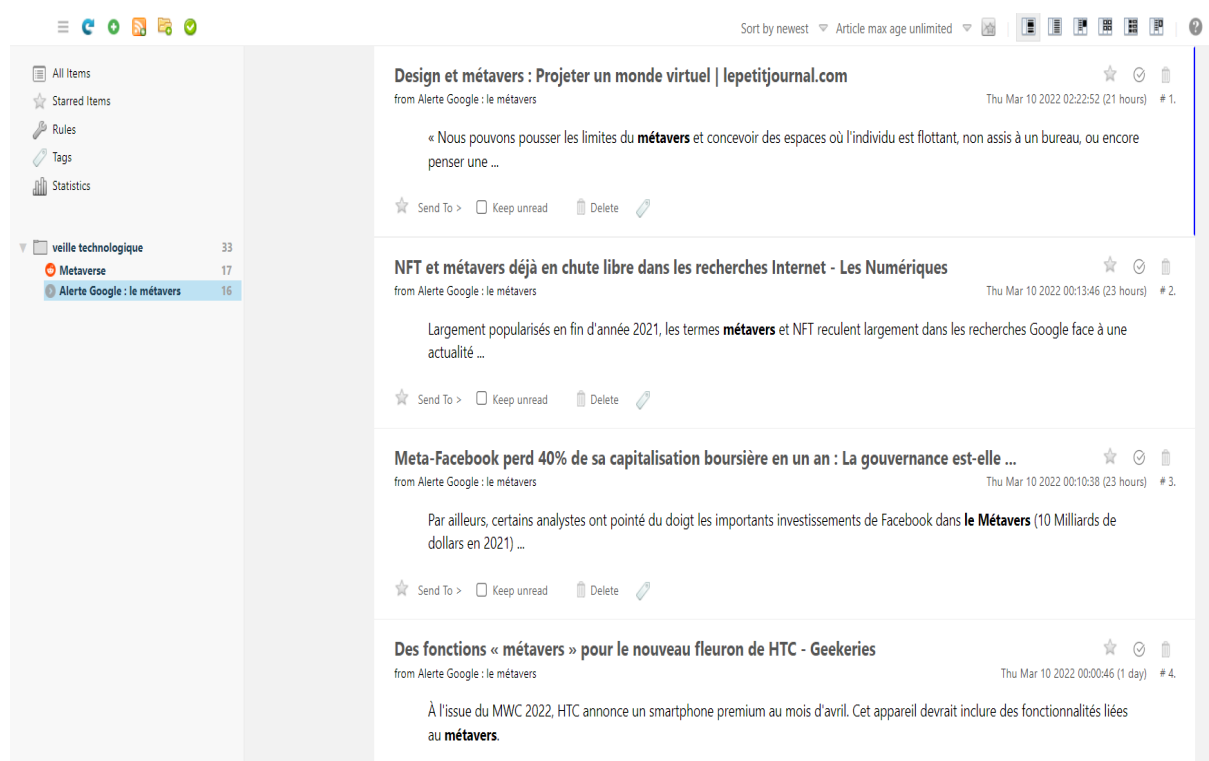 Sort by newest Article max age unlimited
All Items
Starred Items
Rules
Tags
Statistics
veille technologique 33
Metaverse 17
Alerte Google : le métavers 16
Design et métavers : Projeter un monde virtuel | lepetitjournal.com
from Alerte Google : le métavers Thu Mar 10 2022 02:22:52 (21 hours) # 1.
« Nous pouvons pousser les limites du métavers et concevoir des espaces où l'individu est flottant, non assis à un bureau, ou encore
penser une ...
Send To > Keep unread Delete
NFT et métavers déjà en chute libre dans les recherches Internet - Les Numériques
from Alerte Google : le métavers Thu Mar 10 2022 00:13:46 (23 hours) # 2.
Largement popularisés en fin d'année 2021, les termes métavers et NFT reculent largement dans les recherches Google face à une
actualité ...
Send To > Keep unread Delete
Meta-Facebook perd 40% de sa capitalisation boursière en un an : La gouvernance est-elle ...
from Alerte Google : le métavers Thu Mar 10 2022 00:10:38 (23 hours) # 3.
Par ailleurs, certains analystes ont pointé du doigt les importants investissements de Facebook dans le Métavers (10 Milliards de
dollars en 2021) ...
Send To > Keep unread Delete
Des fonctions « métavers » pour le nouveau fleuron de HTC - Geekeries
from Alerte Google : le métavers Thu Mar 10 2022 00:00:46 (1 day) # 4.
À l'issue du MWC 2022, HTC annonce un smartphone premium au mois d'avril. Cet appareil devrait inclure des fonctionnalités liées
au métavers.